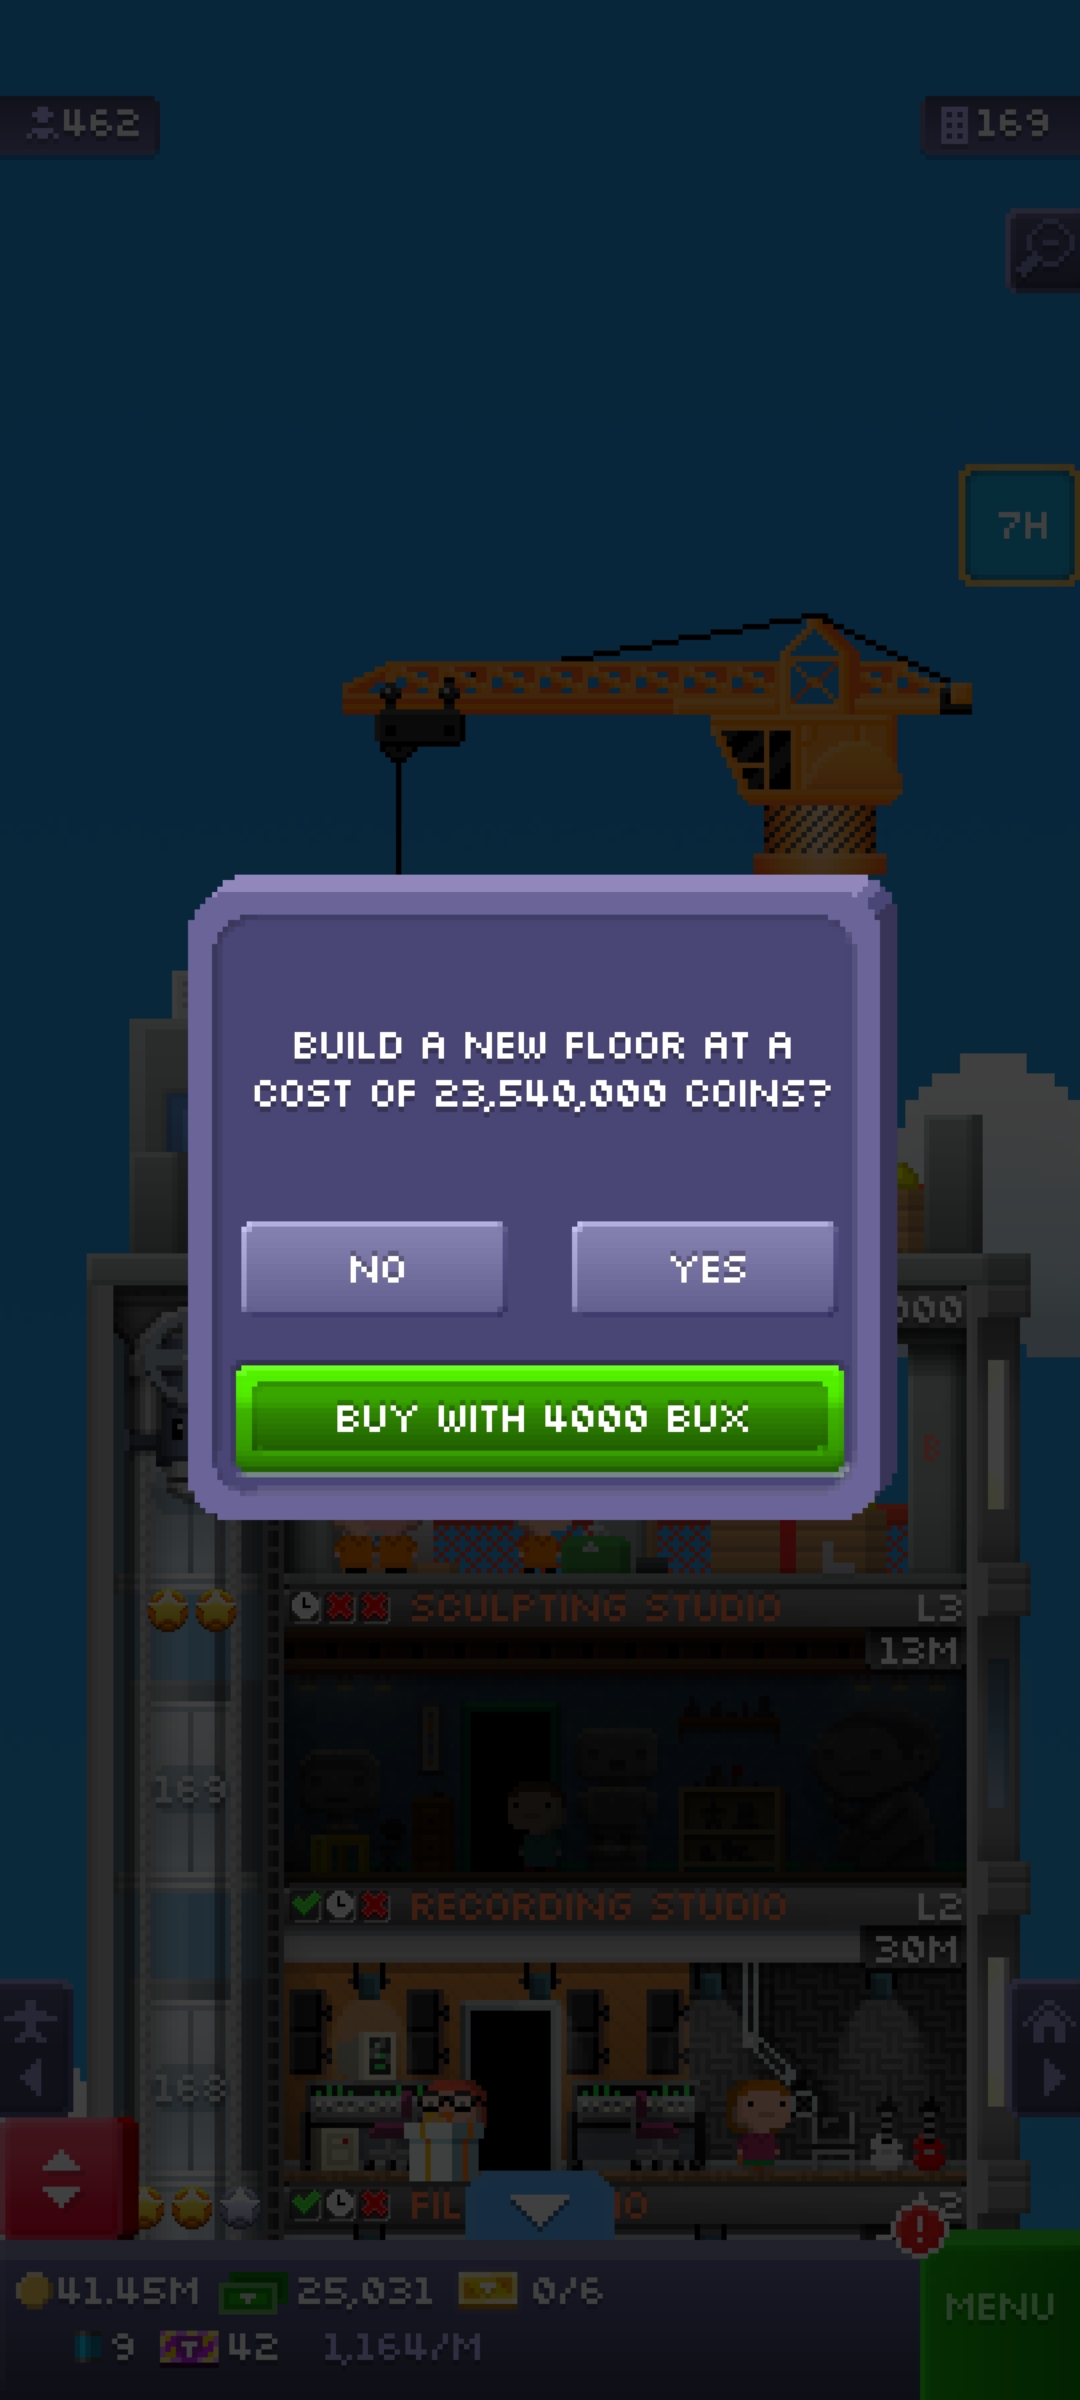 462
169
7H
BUILD A NEW FLOOR AT A
COST OF 23,540,000 COINS?
NO
YES
000
BUY WITH 4000 BUX
B
SCULPTING STUDIO
L3
13M
169
RECORDING STUDIO
L2
30M
168
FIL
IO
2
41.45M
25,031
0/6
MENU
9
T
42
1,164/M